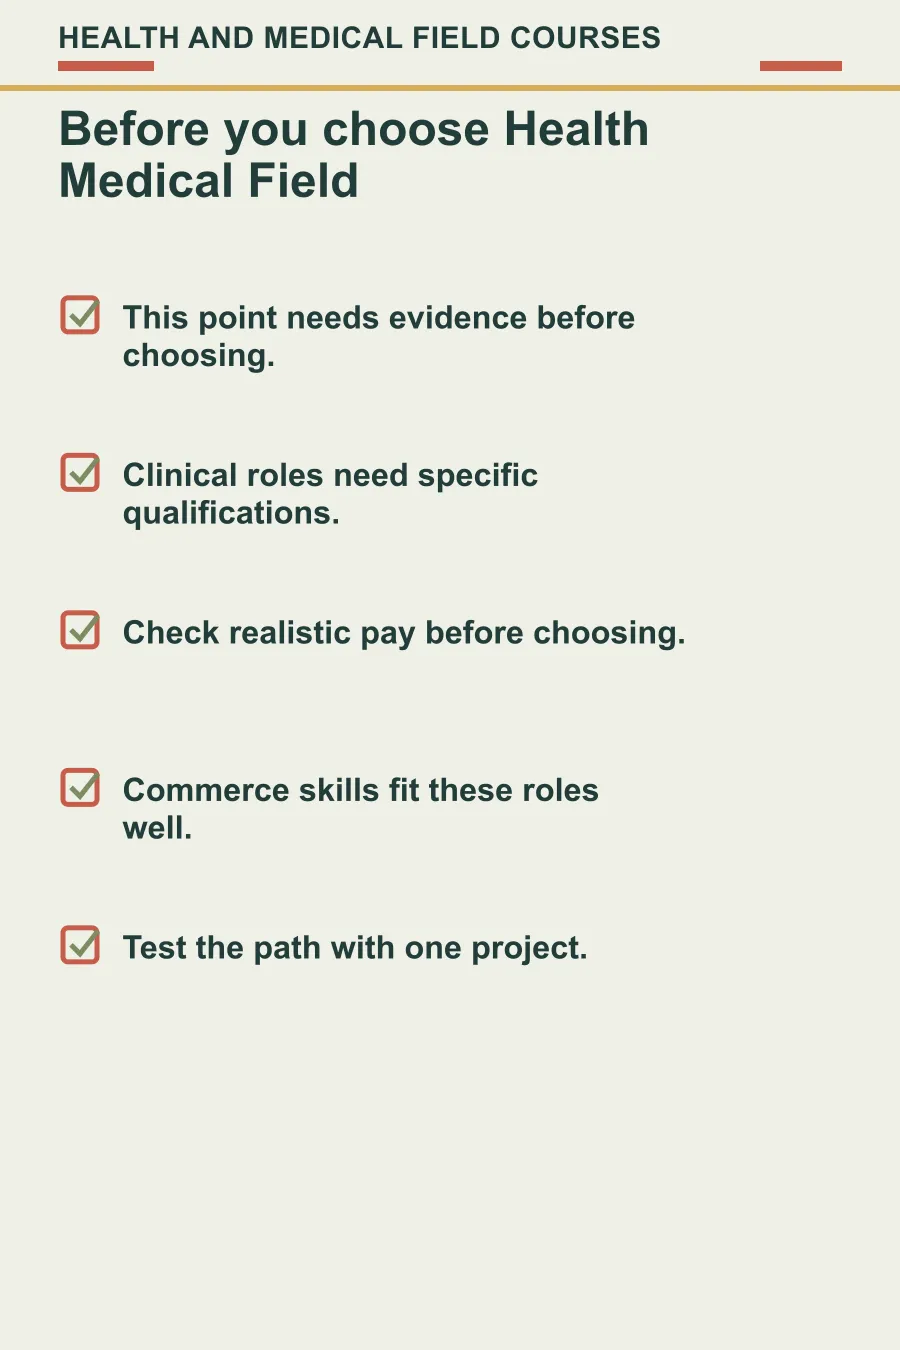 HEALTH AND MEDICAL FIELD COURSES
Before you choose Health
Medical Field
This point needs evidence before
choosing.
Clinical roles need specific
qualifications.
Check realistic pay before choosing.
Commerce skills fit these roles
well.
Test the path with one project.